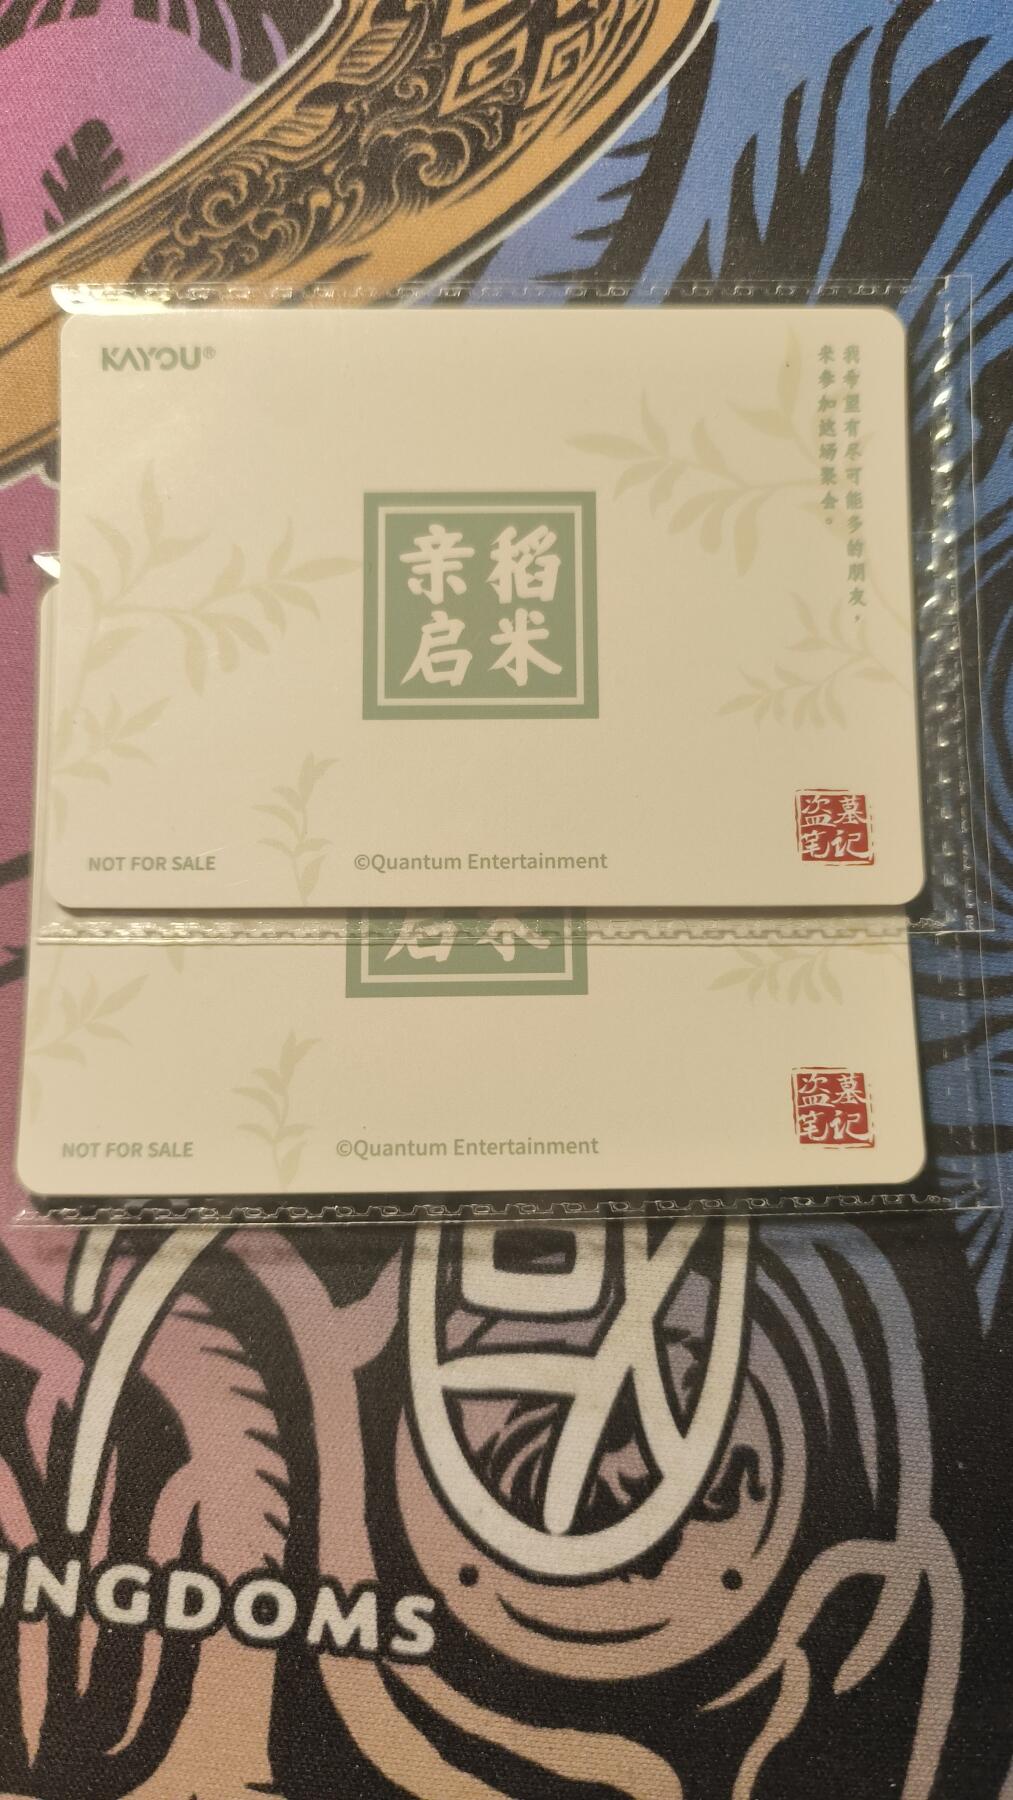 KAYOU®
我希望有尽可能多的朋友，
来参加这场聚会。
稻米
亲启
NOT FOR SALE
©Quantum Entertainment
盗墓
笔记
启米
NOT FOR SALE
©Quantum Entertainment
盗墓
笔记
INGDOMS